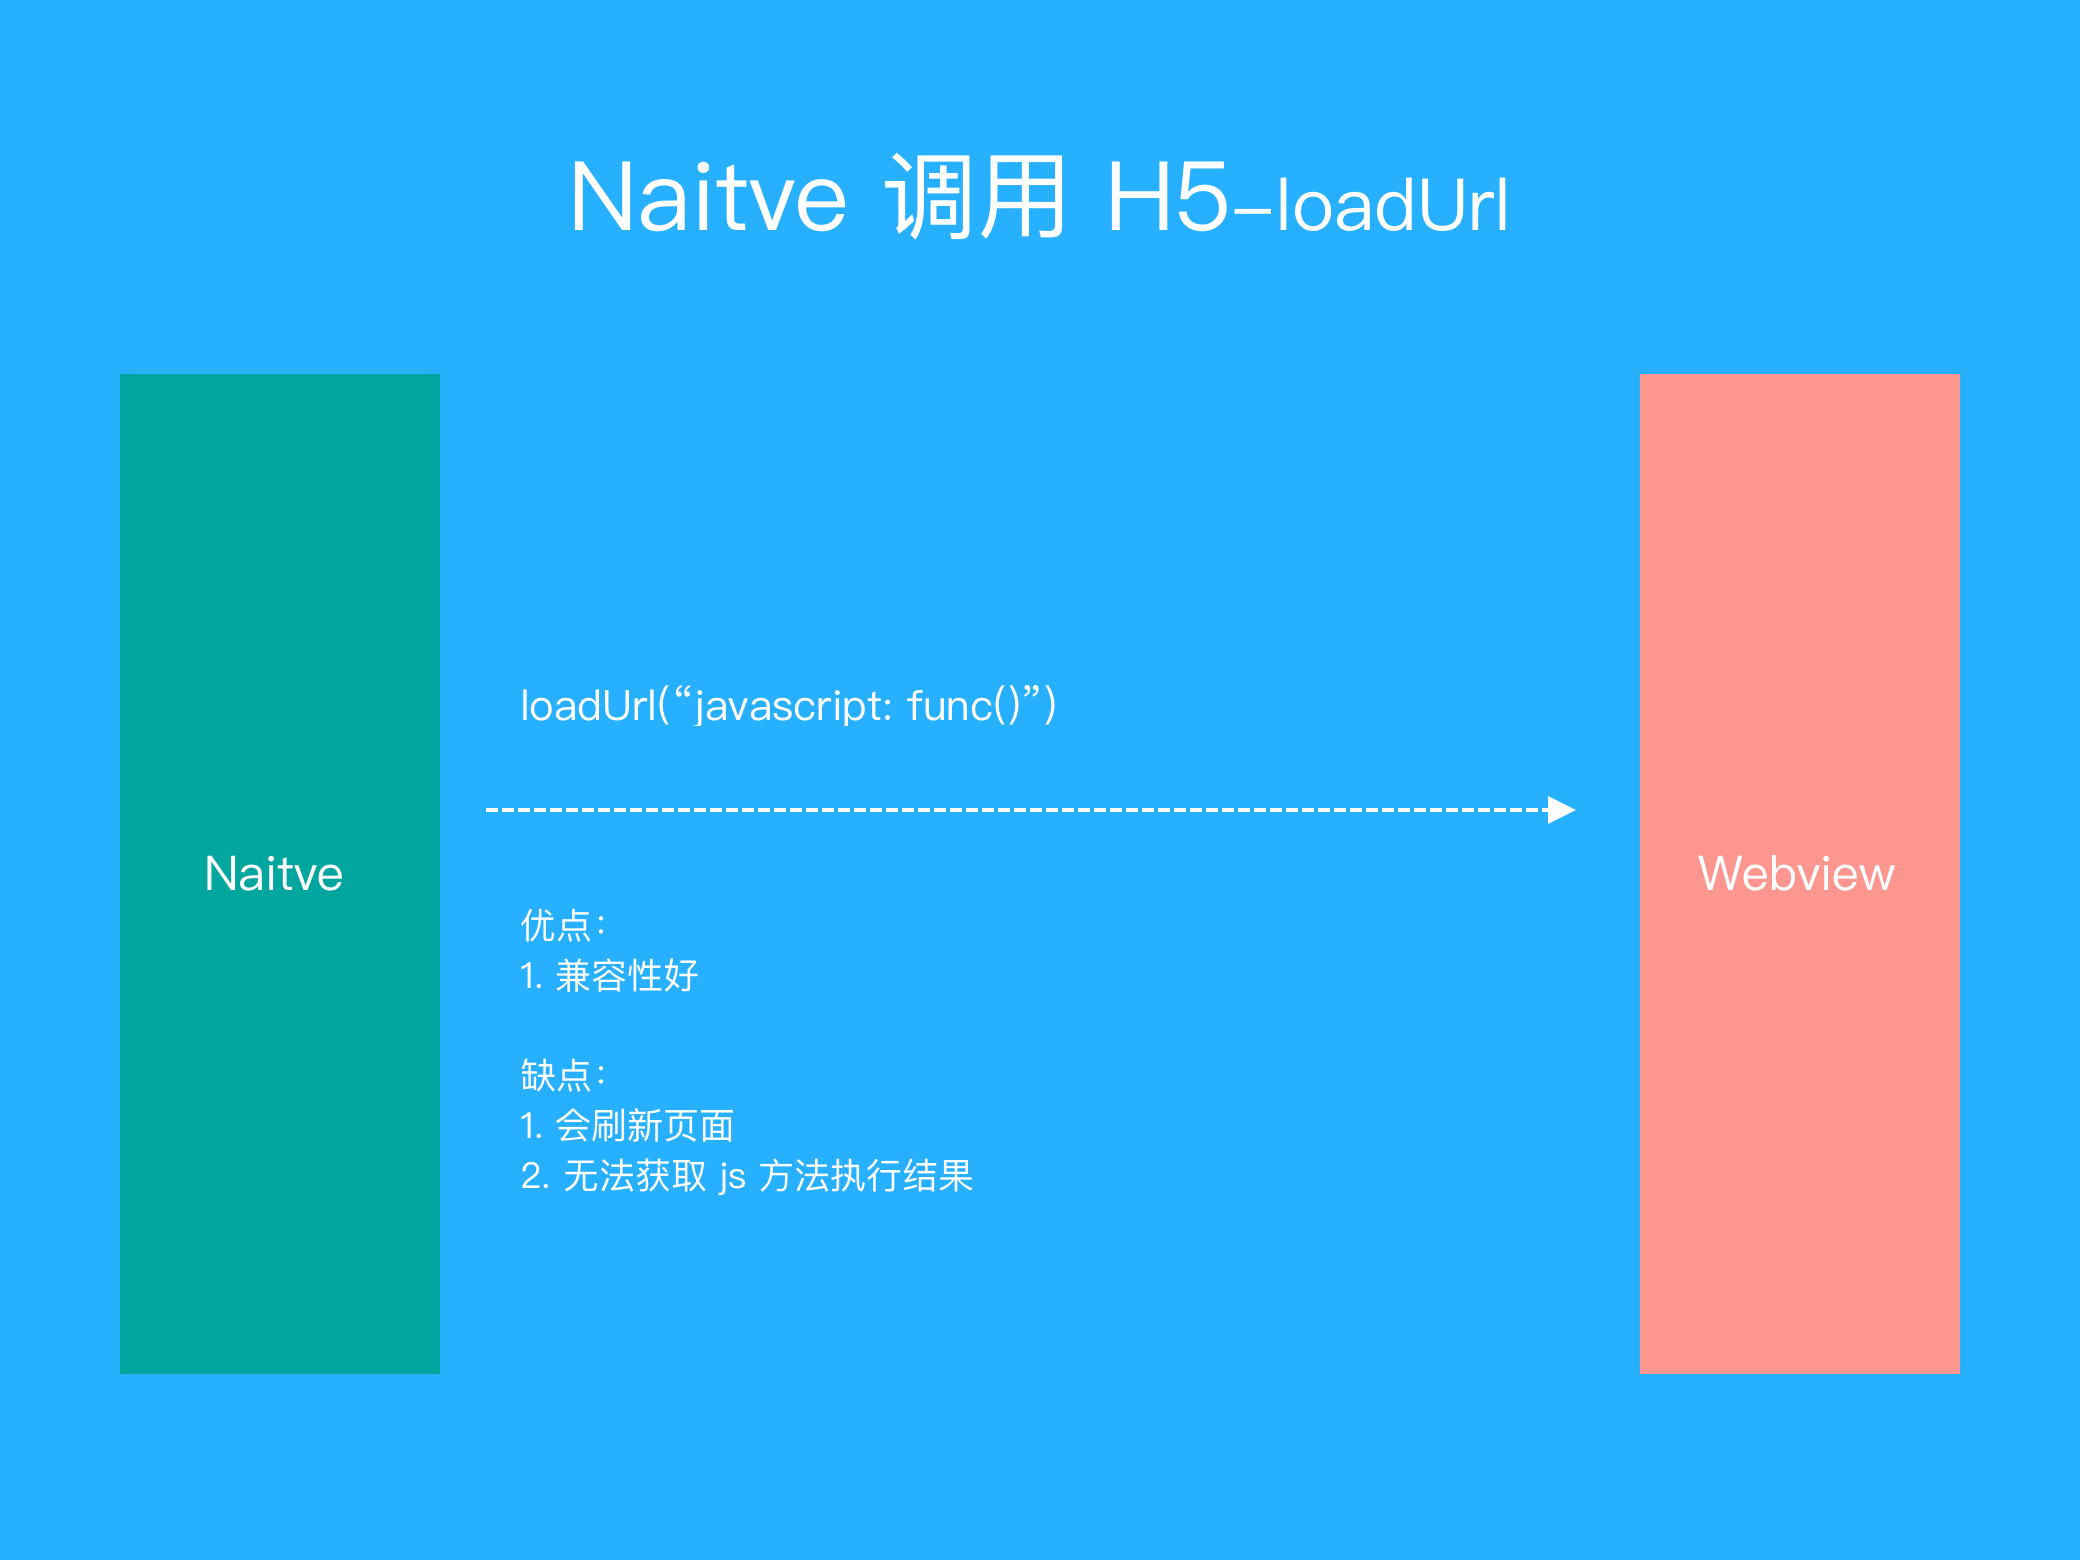 Naitve 调用 H5-loadUrl
loadUrl(“javascript: func()”)
Naitve
Webview
优点：
1. 兼容性好
缺点：
1. 会刷新页面
2. 无法获取 js 方法执行结果